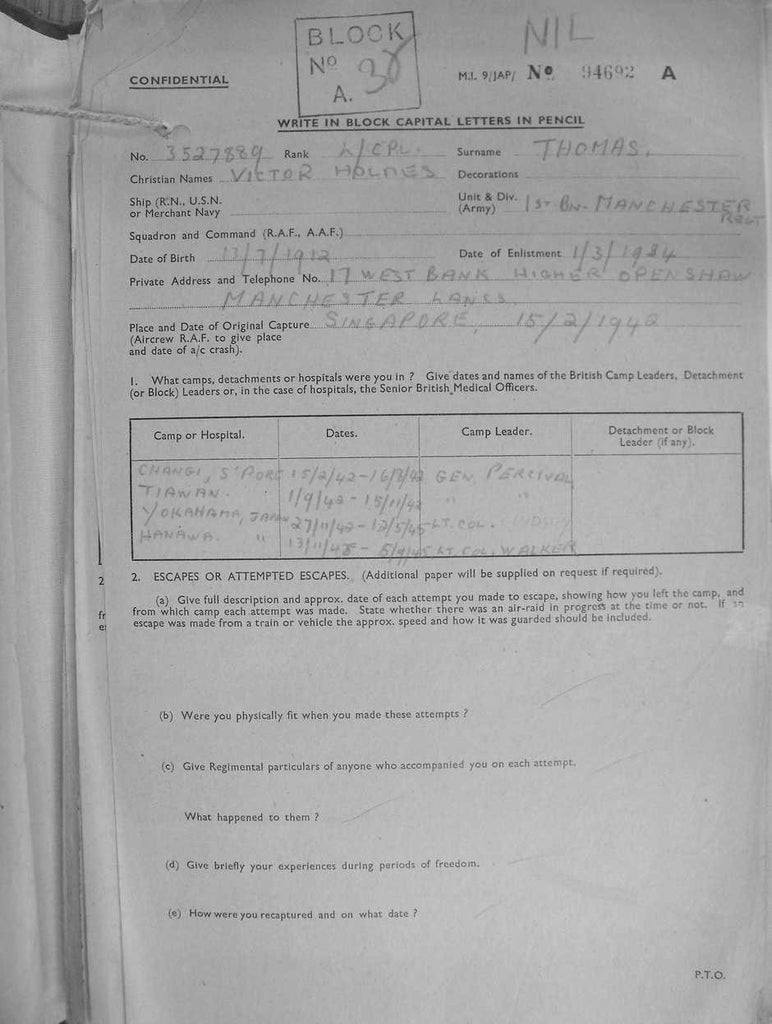 BLOCK
Nº
A.
NIL
CONFIDENTIAL
M.I. 9/JAP/ Nº 94692 A
WRITE IN BLOCK CAPITAL LETTERS IN PENCIL
No. 3527889 Rank L/CPL. Surname THOMAS.
Christian Names VICTOR HOLMES Decorations
Ship (R.N., U.S.N. or Merchant Navy
Unit & Div. (Army) 1ST BN. MANCHESTER REGT
Squadron and Command (R.A.F., A.A.F.)
Date of Birth 13/7/1912 Date of Enlistment 1/3/1934
Private Address and Telephone No. 17 WEST BANK HIGHER OPENSHAW
MANCHESTER LANCS.
Place and Date of Original Capture SINGAPORE 15/2/1942
(Aircrew R.A.F. to give place
and date of a/c crash).
1. What camps, detachments or hospitals were you in ? Give dates and names of the British Camp Leaders, Detachment
(or Block) Leaders or, in the case of hospitals, the Senior British Medical Officers.
Camp or Hospital. Dates. Camp Leader. Detachment or Block Leader (if any).
CHANGI, S'PORE 15/2/42 - GEN. PERCIVAL
TIAWAN. 1/9/42 - 15/11/42 " "
YOKAHAMA, JAPAN 27/11/42 - 12/5/45 LT. COL.
HANAWA. " LT. COL. WALKER
2. ESCAPES OR ATTEMPTED ESCAPES. (Additional paper will be supplied on request if required).
(a) Give full description and approx. date of each attempt you made to escape, showing how you left the camp, and
from which camp each attempt was made. State whether there was an air-raid in progress at the time or not. If an
escape was made from a train or vehicle the approx. speed and how it was guarded should be included.
(b) Were you physically fit when you made these attempts ?
(c) Give Regimental particulars of anyone who accompanied you on each attempt.
What happened to them ?
(d) Give briefly your experiences during periods of freedom.
(e) How were you recaptured and on what date ?
P.T.O.
2
fr